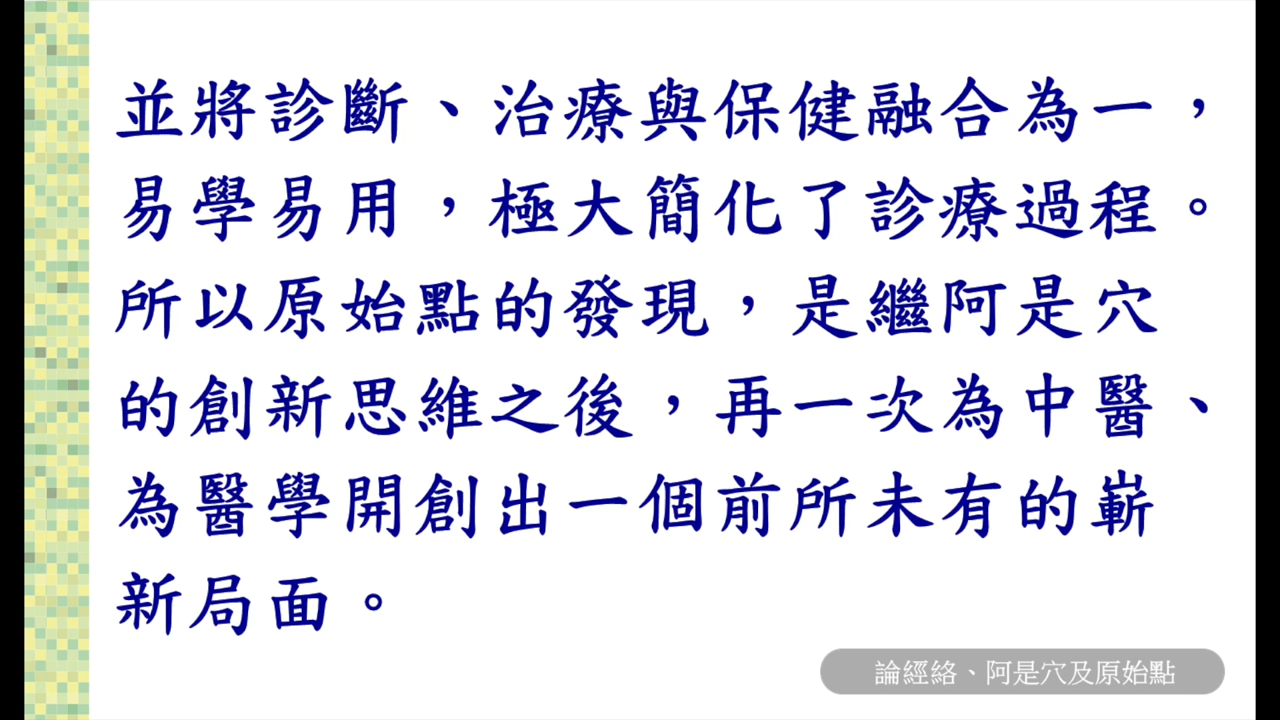 並將診斷、治療與保健融合為一，
易學易用，極大簡化了診療過程。
所以原始點的發現，是繼阿是穴
的創新思維之後，再一次為中醫、
為醫學開創出一個前所未有的嶄
新局面。
論經絡、阿是穴及原始點